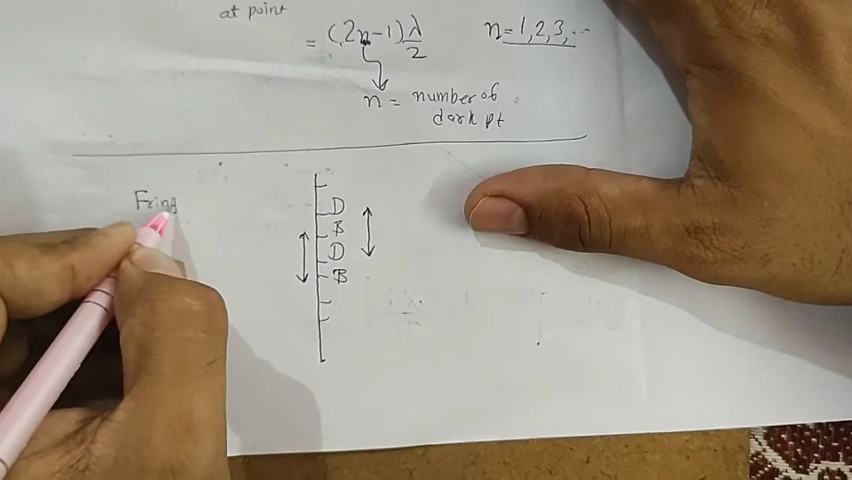 at point
= (2n-1) λ/2 n = 1, 2, 3, ...
n = number of
dark pt
Fring
D
B
D
B